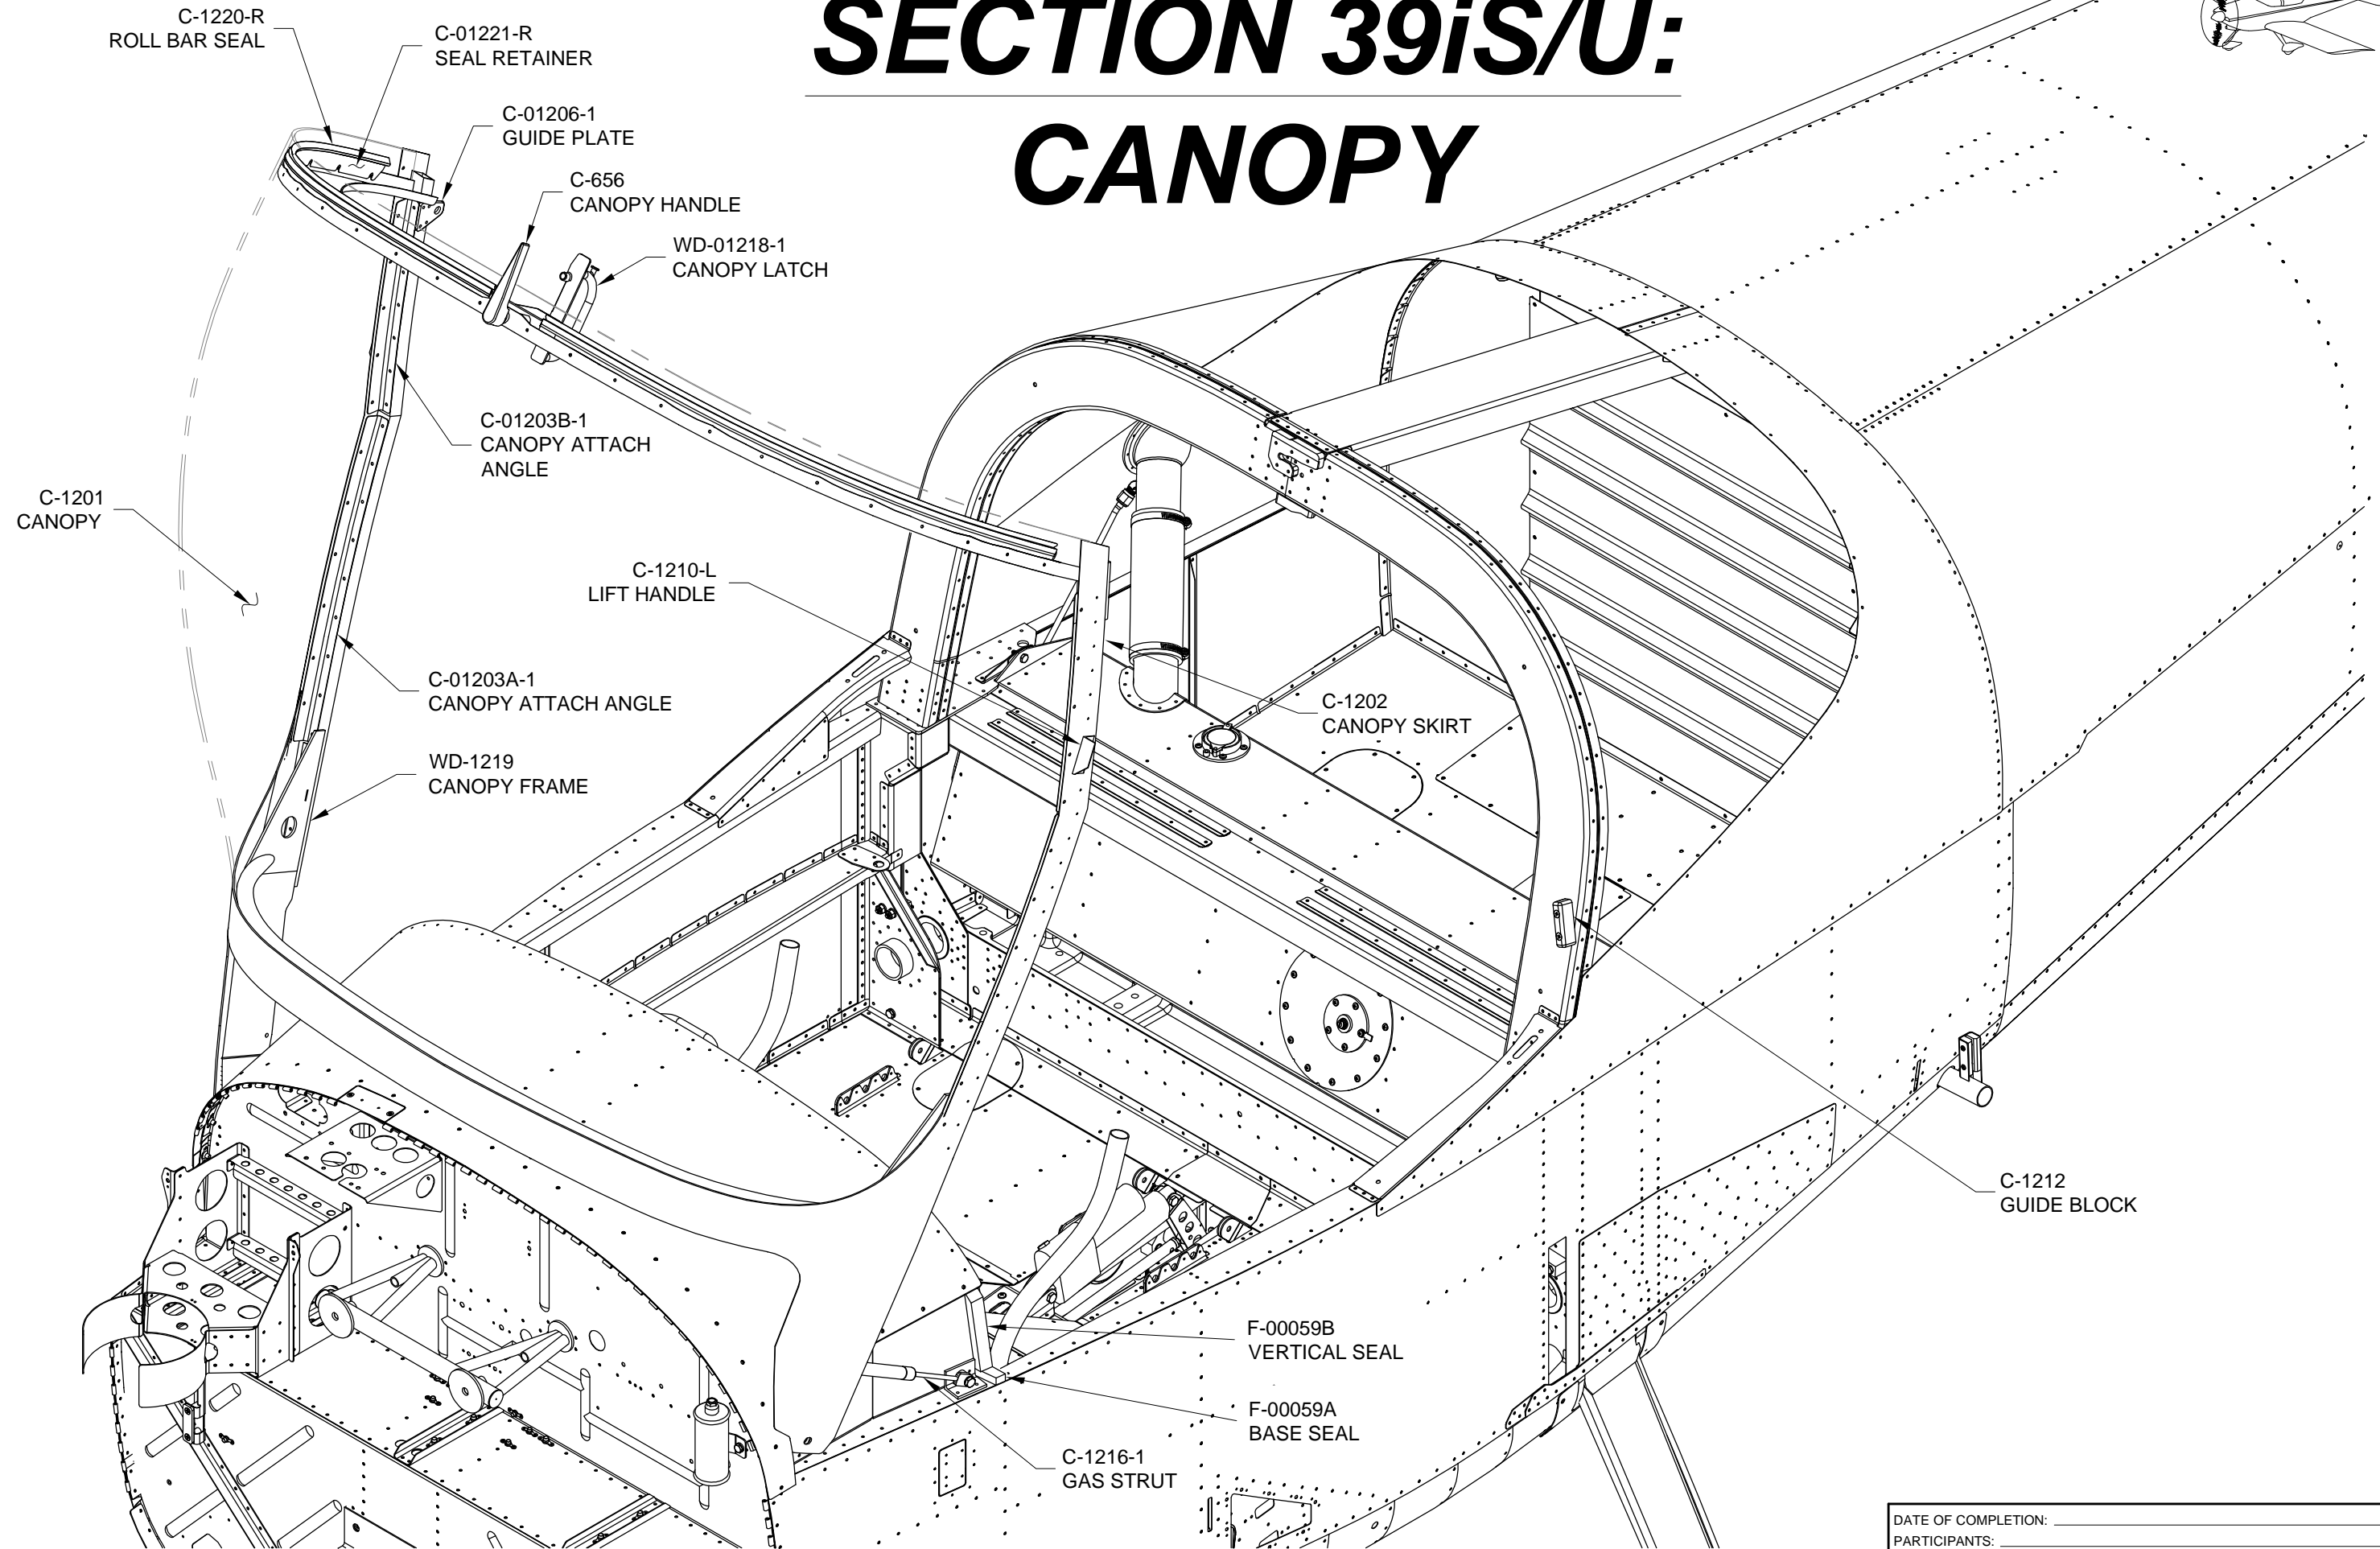 SECTION 39iS/U:
CANOPY
C-1220-R
ROLL BAR SEAL
C-01221-R
SEAL RETAINER
C-01206-1
GUIDE PLATE
C-656
CANOPY HANDLE
WD-01218-1
CANOPY LATCH
C-01203B-1
CANOPY ATTACH
ANGLE
C-1201
CANOPY
C-1210-L
LIFT HANDLE
C-01203A-1
CANOPY ATTACH ANGLE
C-1202
CANOPY SKIRT
WD-1219
CANOPY FRAME
C-1212
GUIDE BLOCK
F-00059B
VERTICAL SEAL
F-00059A
BASE SEAL
C-1216-1
GAS STRUT
DATE OF COMPLETION:
PARTICIPANTS: